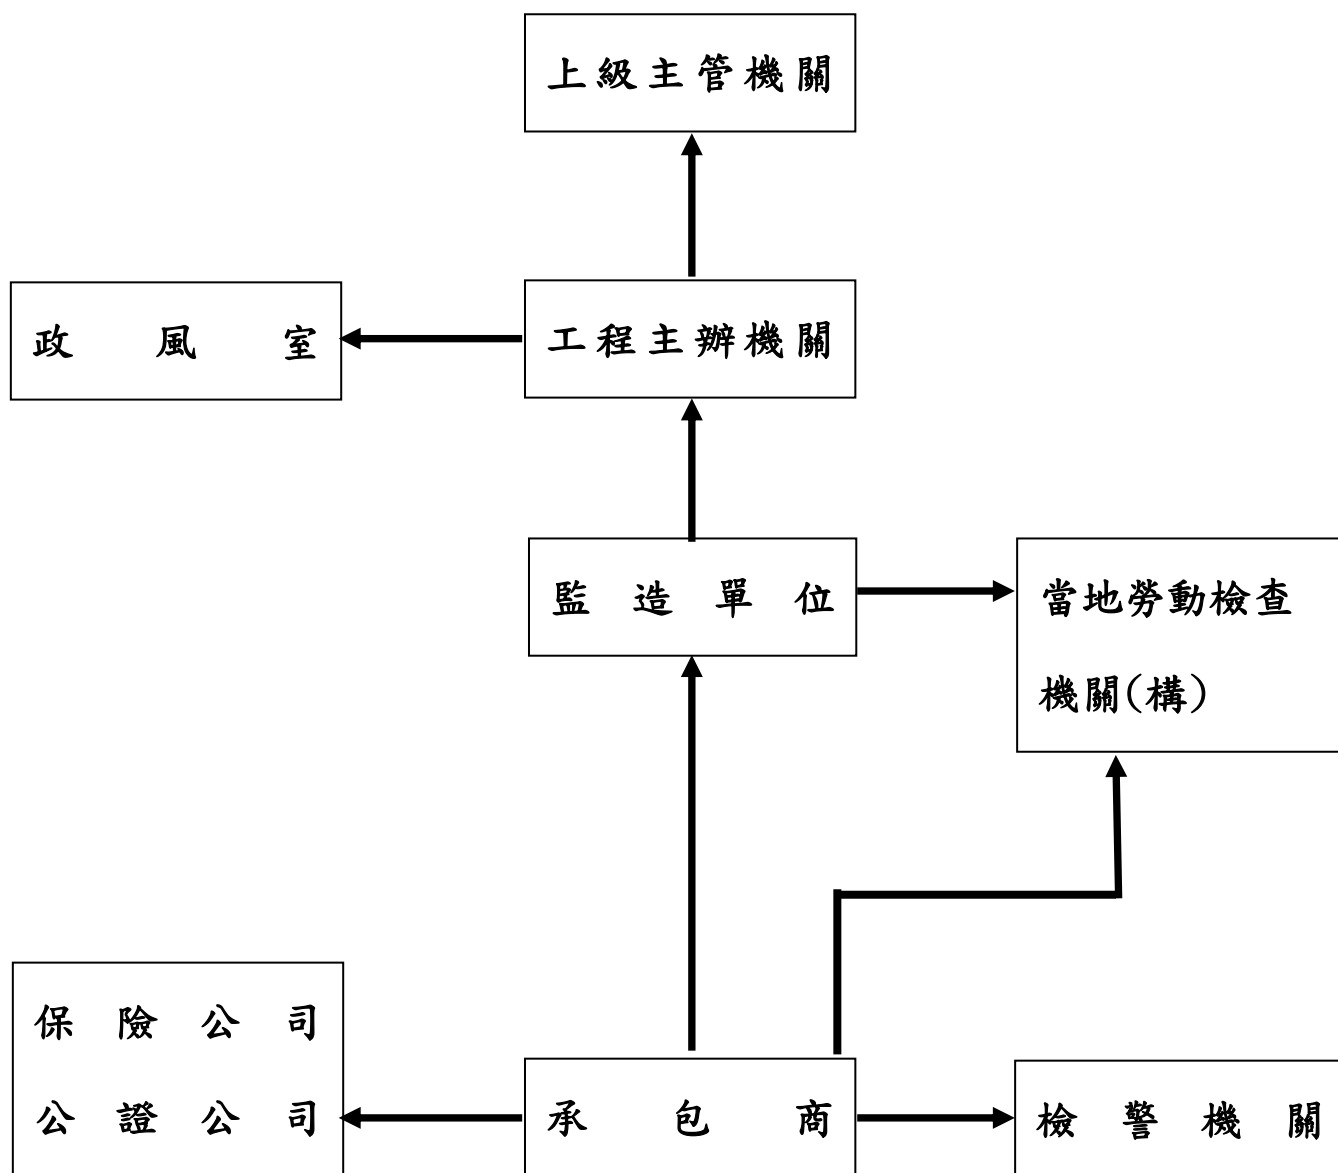 上級主管機關
政風室
工程主辦機關
監造單位
當地勞動檢查
機關(構)
保險公司
公證公司
承包商
檢警機關